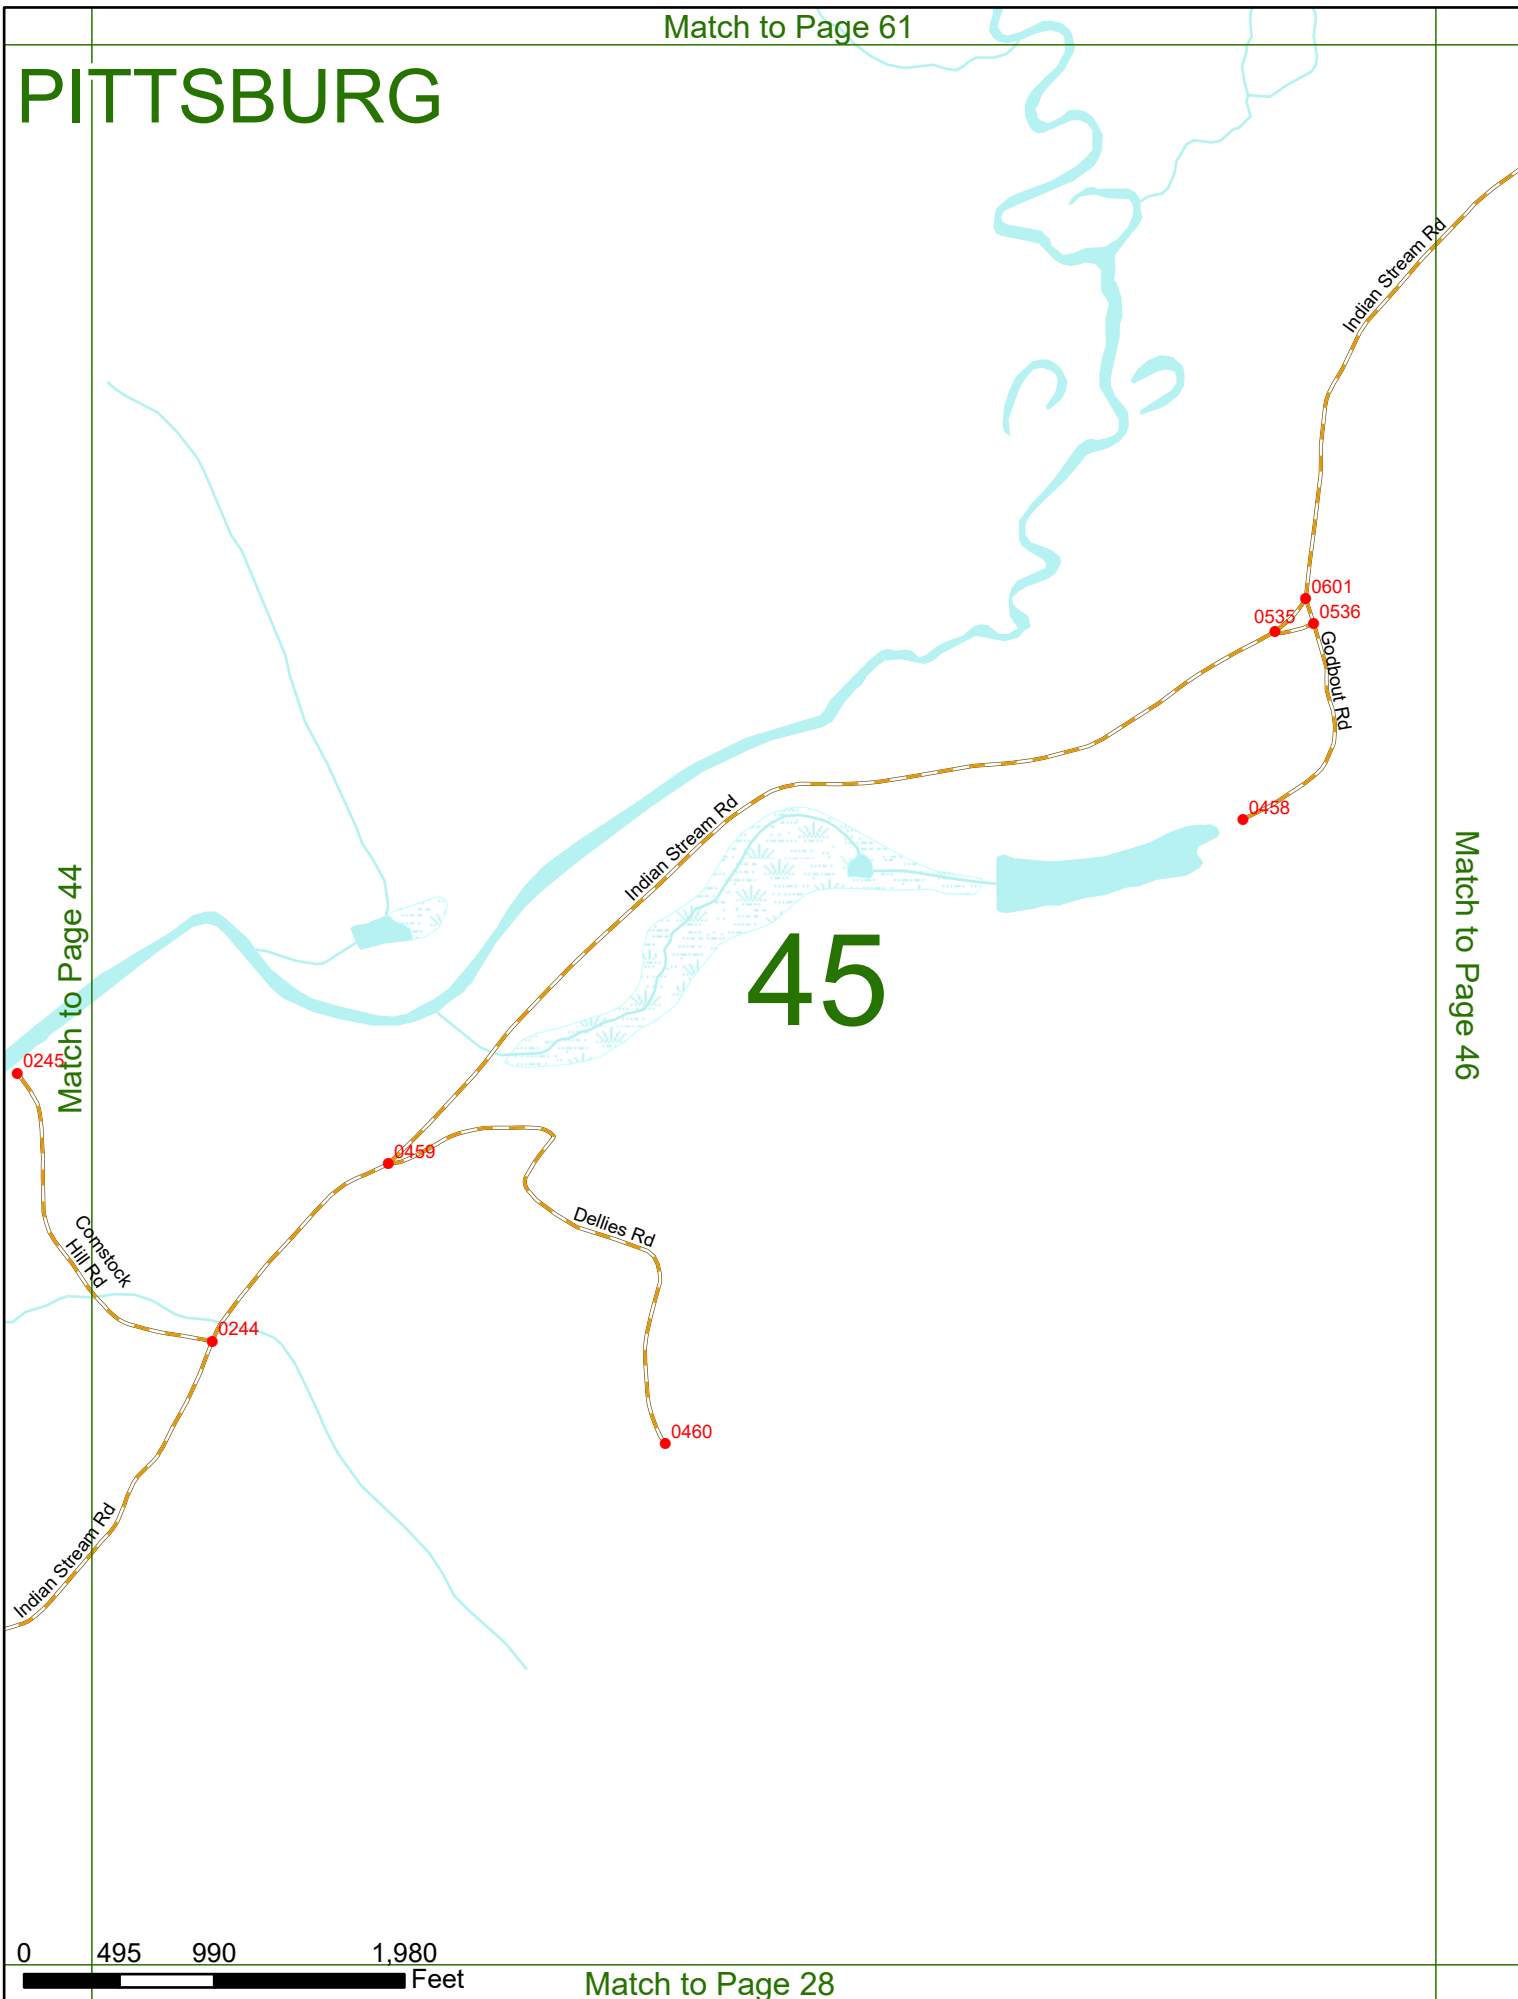 Match to Page 61
PITTSBURG
Indian Stream Rd
0601
0535
0536
Godbout Rd
0458
Indian Stream Rd
Match to Page 44
Match to Page 46
45
0245
0459
Dellies Rd
Comstock
Hill Rd
0244
0460
Indian Stream Rd
0 495 990 1,980
Feet
Match to Page 28